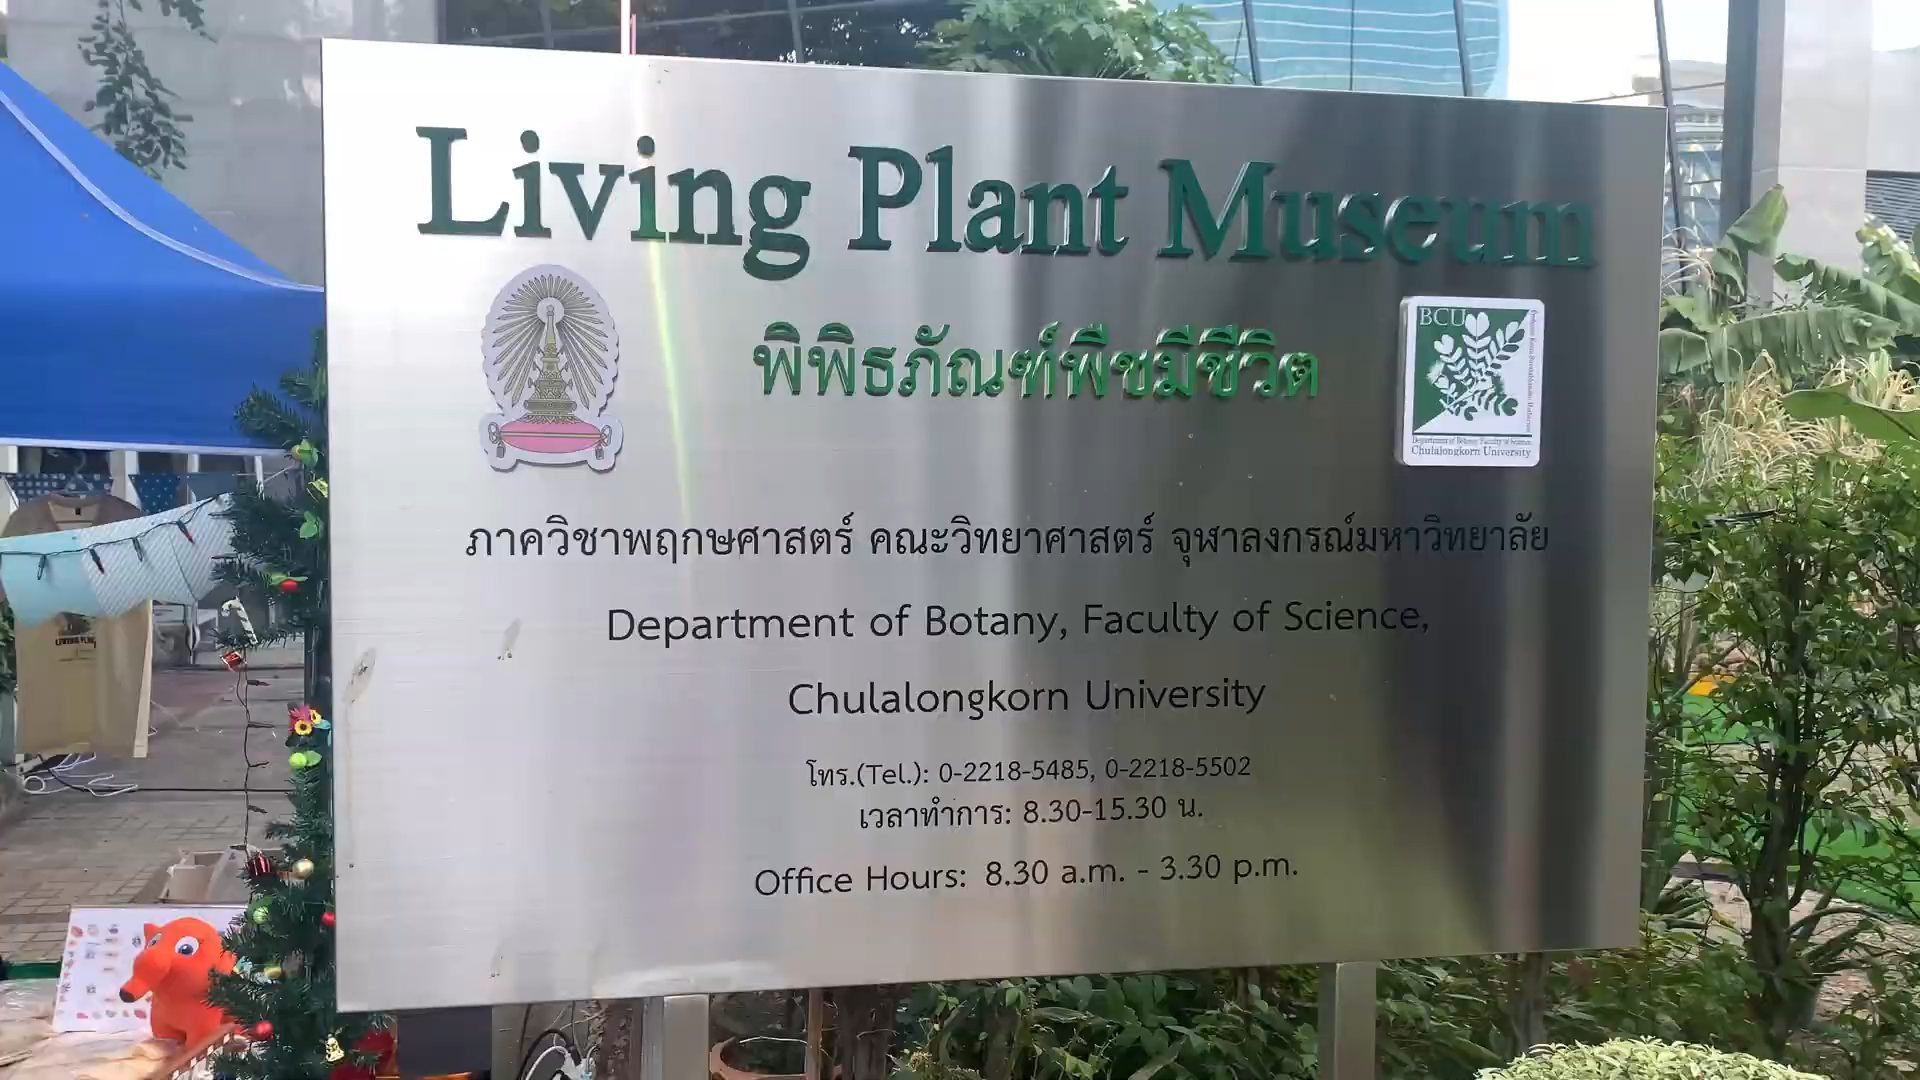 Living Plant Museum
พิพิธภัณฑ์พืชมีชีวิต
BCU
Department of Botany, Faculty of Science
Chulalongkorn University
ภาควิชาพฤกษศาสตร์ คณะวิทยาศาสตร์ จุฬาลงกรณ์มหาวิทยาลัย
Department of Botany, Faculty of Science,
Chulalongkorn University
โทร.(Tel.): 0-2218-5485, 0-2218-5502
เวลาทำการ: 8.30-15.30 น.
Office Hours: 8.30 a.m. - 3.30 p.m.